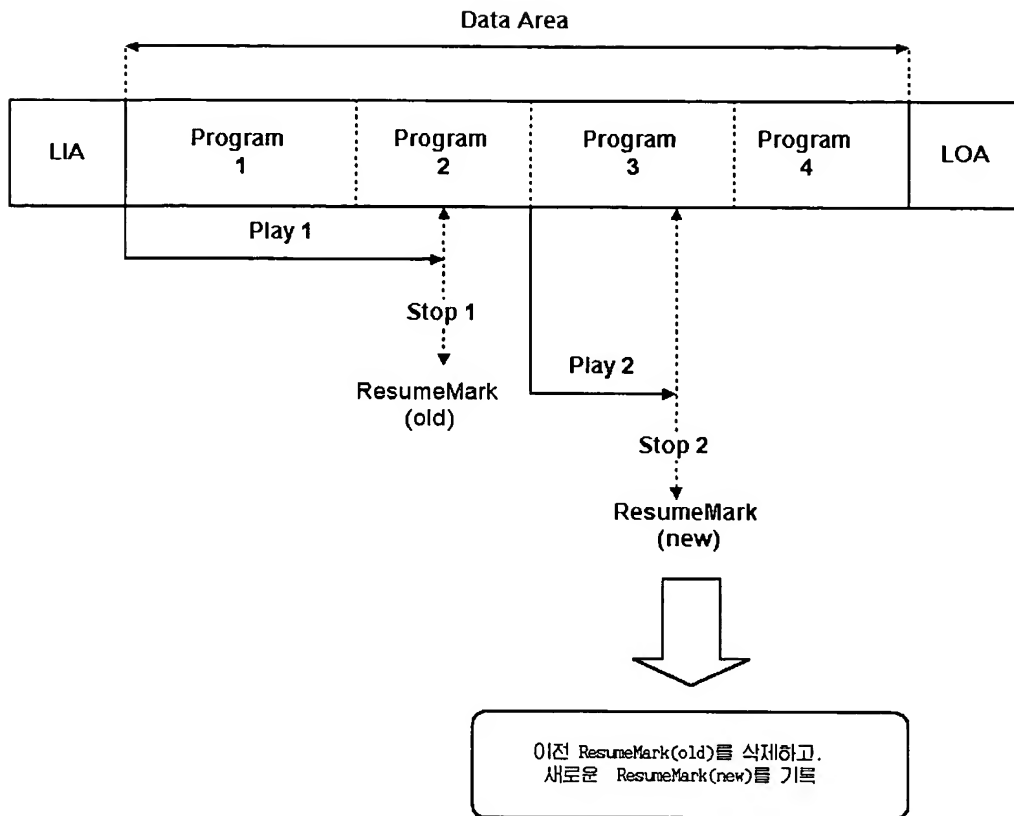 Data Area
LIA
Program
1
Program
2
Program
3
Program
4
LOA
Play 1
Stop 1
ResumeMark
(old)
Play 2
Stop 2
ResumeMark
(new)
이전 ResumeMark(old)를 삭제하고.
새로운 ResumeMark(new)를 기록